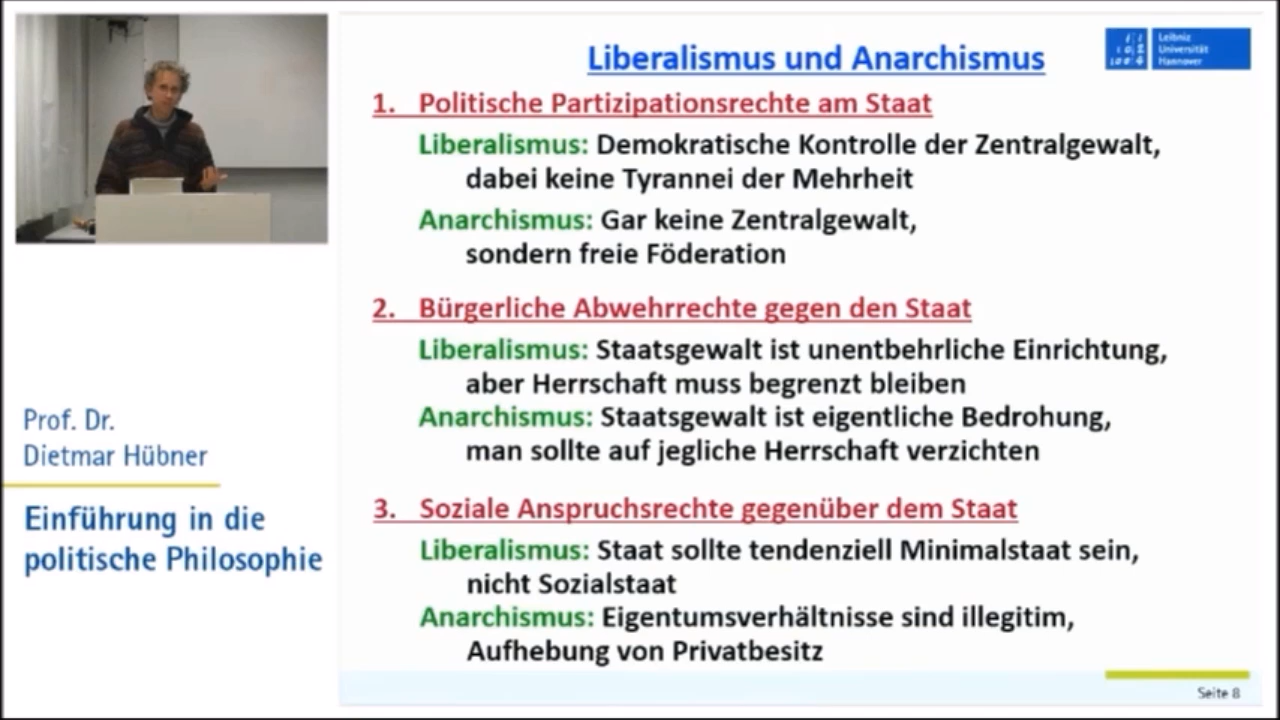 Liberalismus und Anarchismus
Leibniz
Universität
Hannover
1. Politische Partizipationsrechte am Staat
Liberalismus: Demokratische Kontrolle der Zentralgewalt,
dabei keine Tyrannei der Mehrheit
Anarchismus: Gar keine Zentralgewalt,
sondern freie Föderation
2. Bürgerliche Abwehrrechte gegen den Staat
Liberalismus: Staatsgewalt ist unentbehrliche Einrichtung,
aber Herrschaft muss begrenzt bleiben
Anarchismus: Staatsgewalt ist eigentliche Bedrohung,
man sollte auf jegliche Herrschaft verzichten
3. Soziale Anspruchsrechte gegenüber dem Staat
Liberalismus: Staat sollte tendenziell Minimalstaat sein,
nicht Sozialstaat
Anarchismus: Eigentumsverhältnisse sind illegitim,
Aufhebung von Privatbesitz
Seite 8
Prof. Dr.
Dietmar Hübner
Einführung in die
politische Philosophie